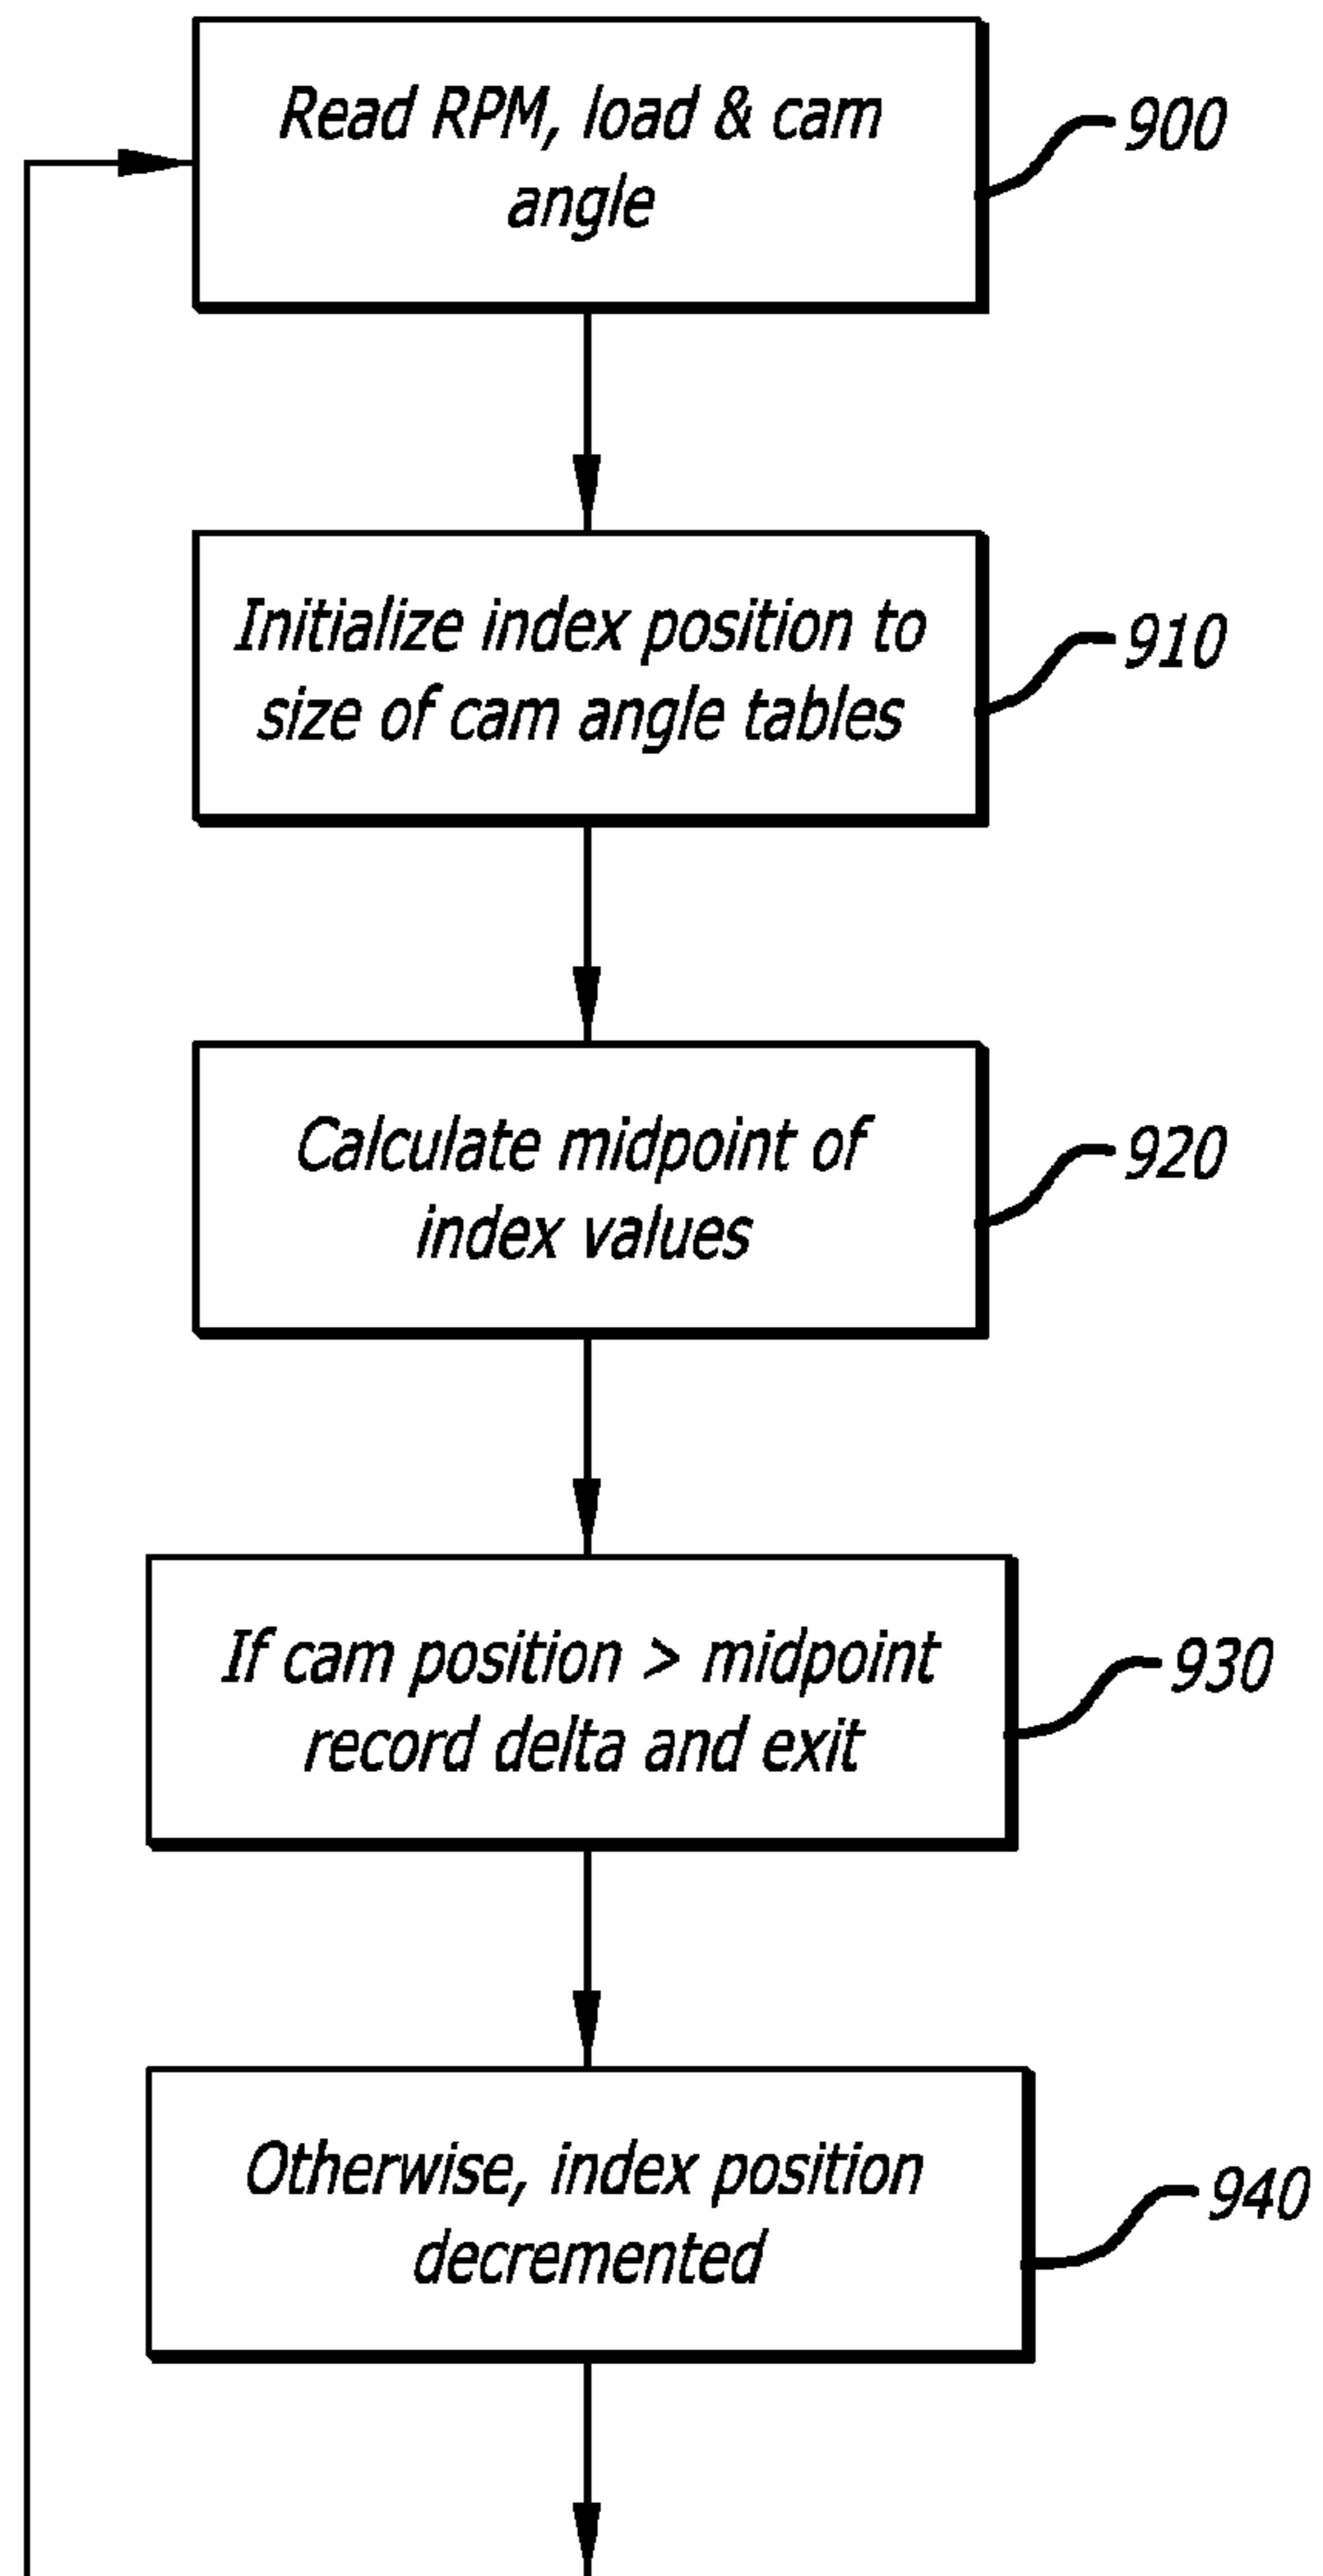 Read RPM, load & cam
angle
900
Initialize index position to
size of cam angle tables
910
Calculate midpoint of
index values
920
If cam position > midpoint
record delta and exit
930
Otherwise, index position
decremented
940